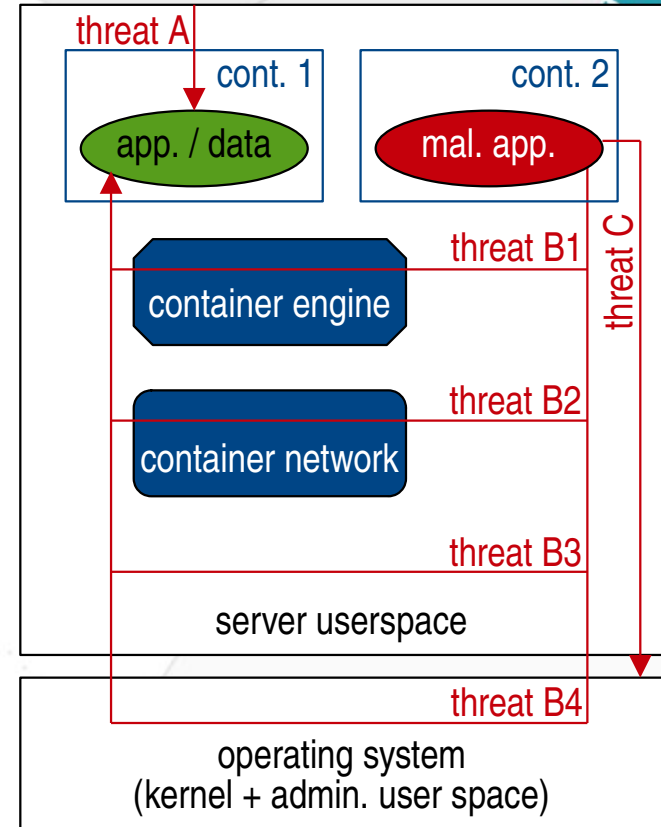 threat A
cont. 1
cont. 2
app. / data
mal. app.
threat C
threat B1
container engine
threat B2
container network
threat B3
server userspace
threat B4
operating system
(kernel + admin. user space)